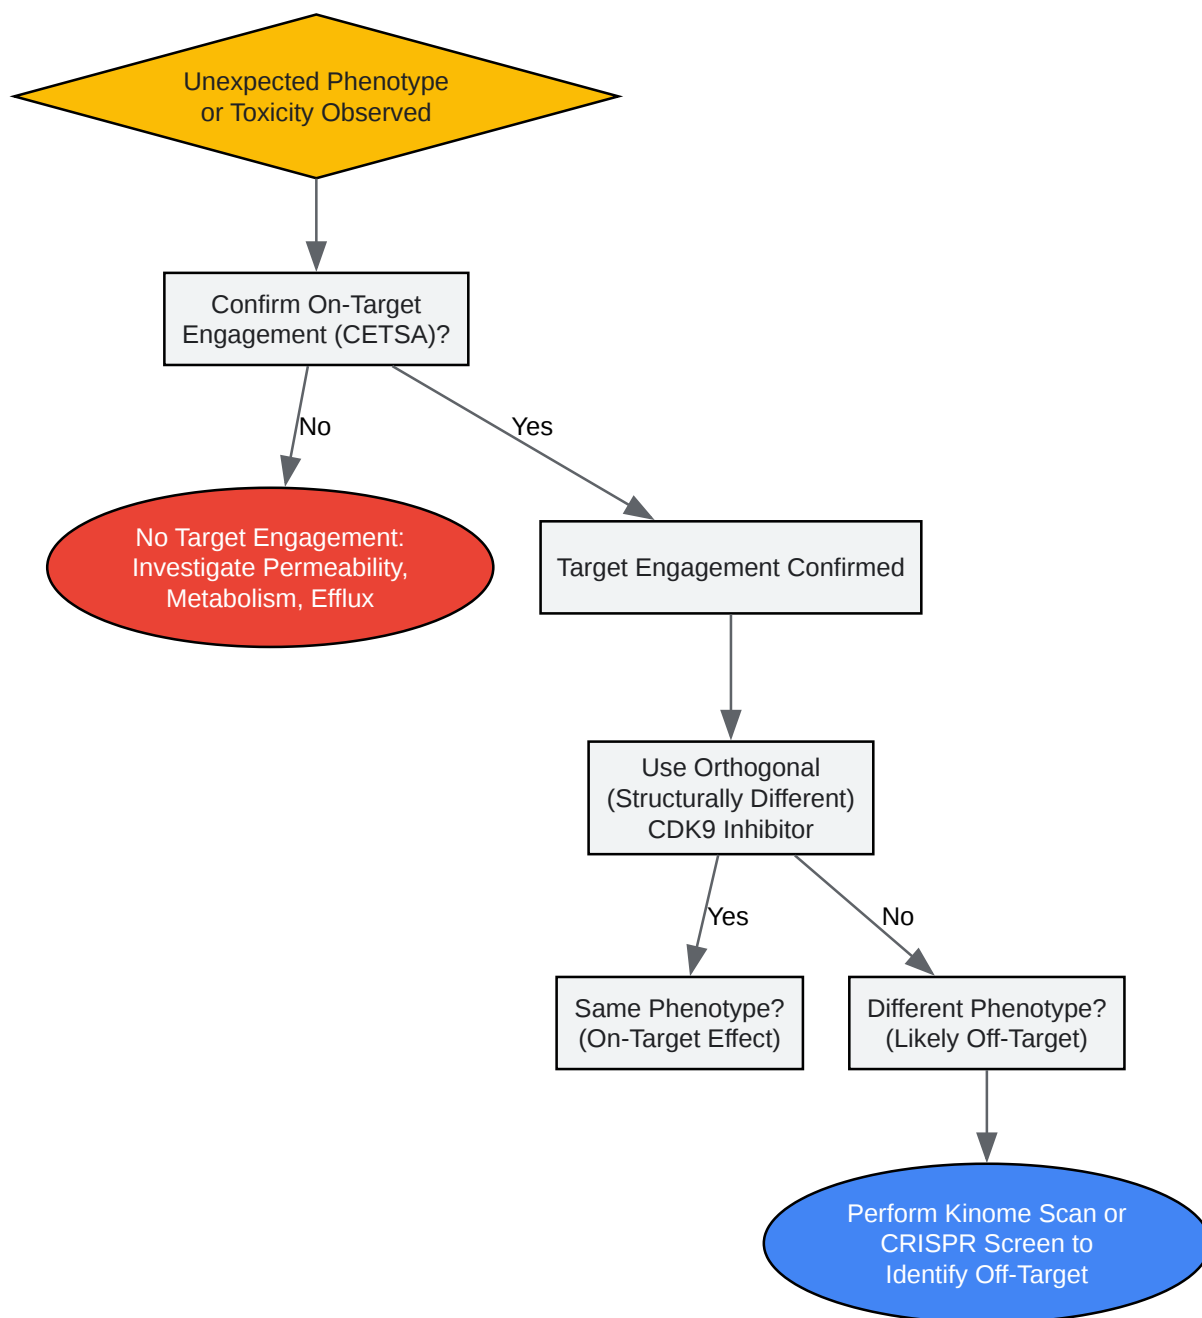 Unexpected Phenotype
or Toxicity Observed
Confirm On-Target
Engagement (CETSA)?
No
Yes
No Target Engagement:
Investigate Permeability,
Metabolism, Efflux
Target Engagement Confirmed
Use Orthogonal
(Structurally Different)
CDK9 Inhibitor
Yes
No
Same Phenotype?
(On-Target Effect)
Different Phenotype?
(Likely Off-Target)
Perform Kinome Scan or
CRISPR Screen to
Identify Off-Target